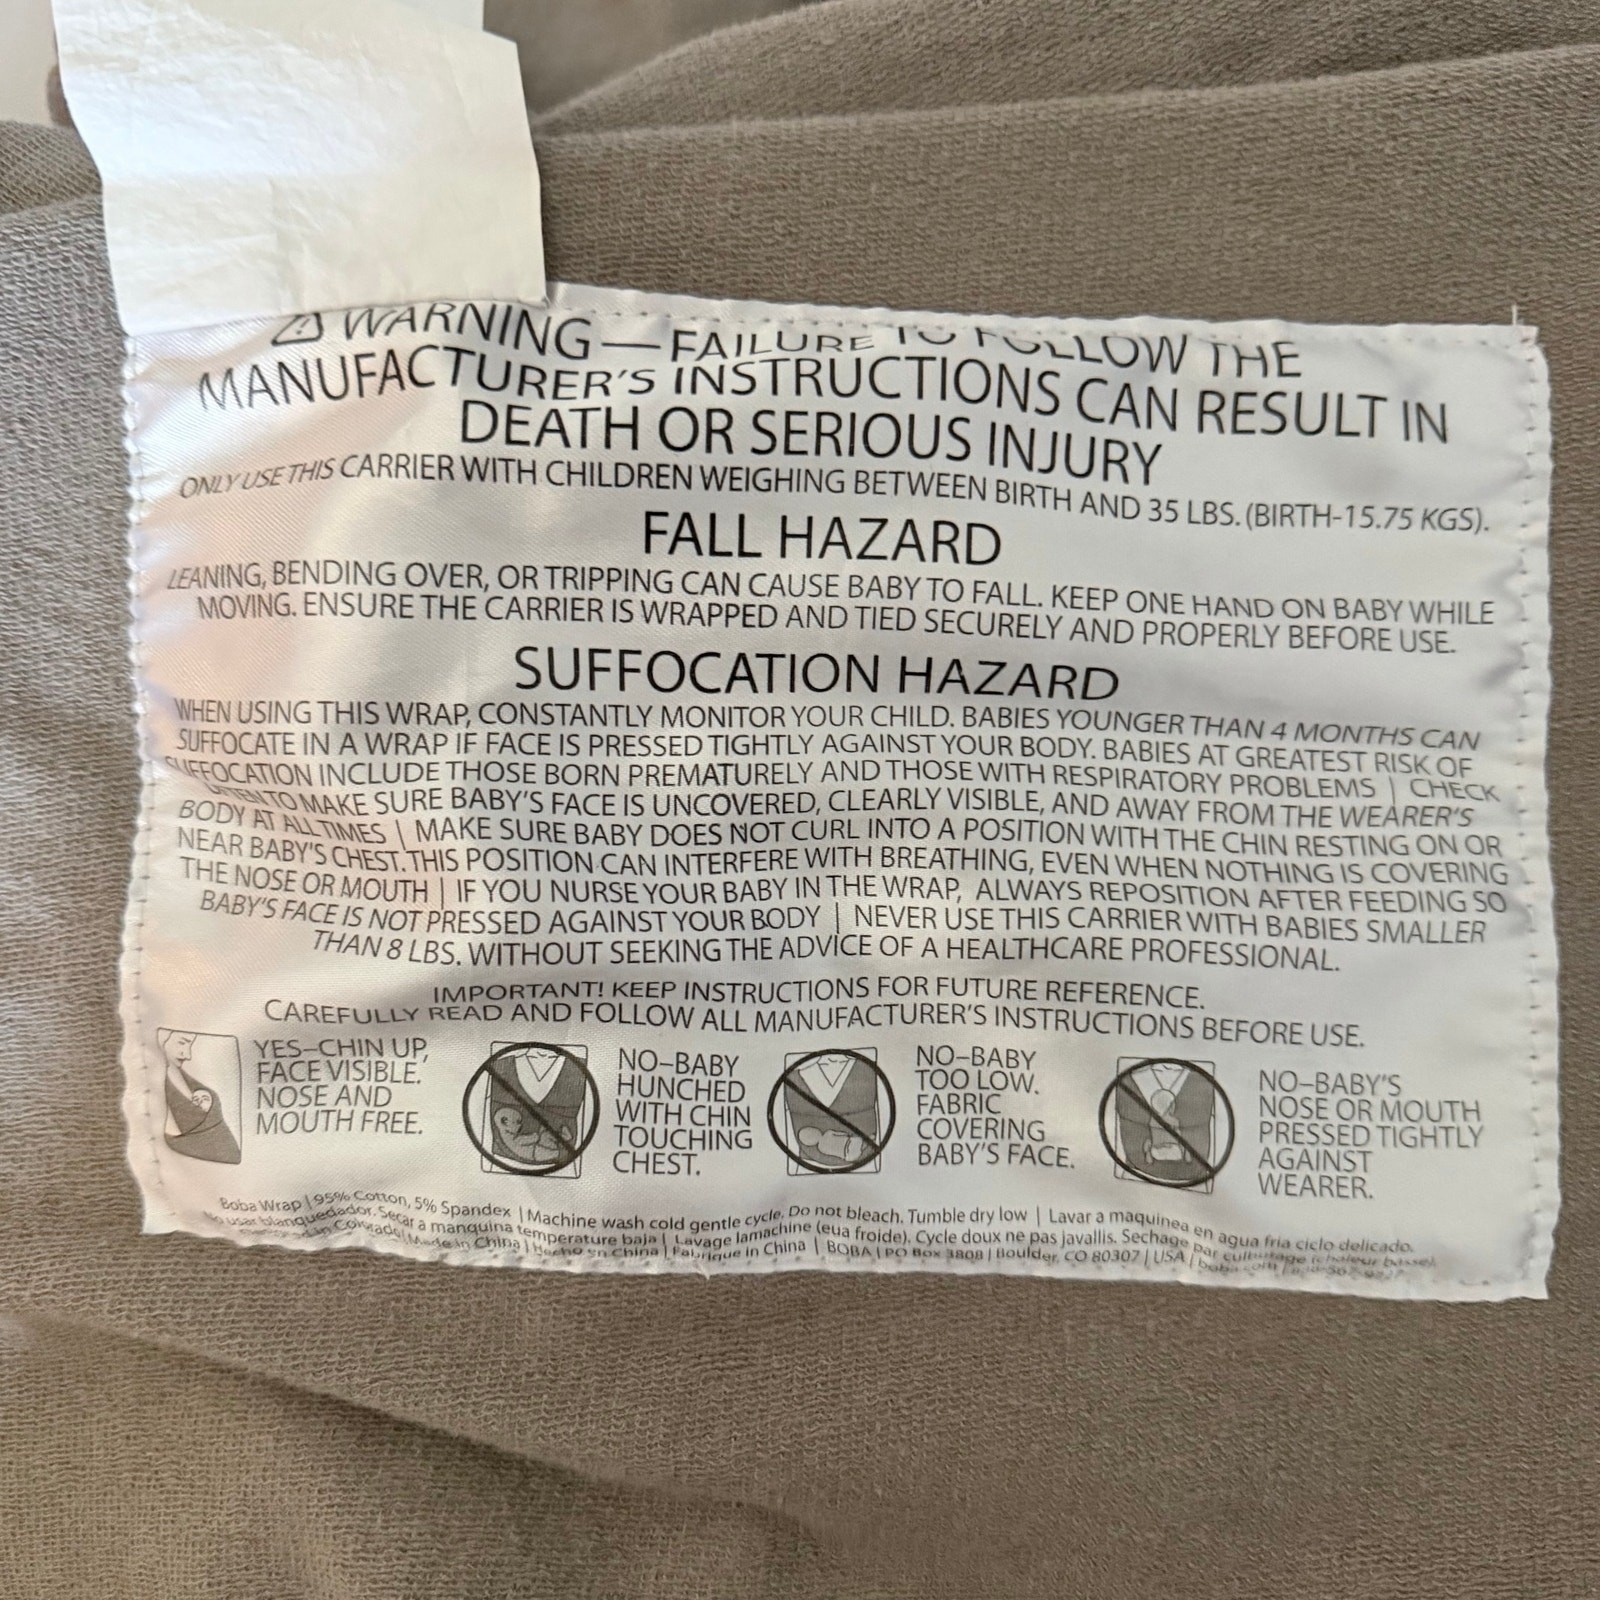 ⚠ WARNING—FAILURE TO FOLLOW THE
MANUFACTURER'S INSTRUCTIONS CAN RESULT IN
DEATH OR SERIOUS INJURY
ONLY USE THIS CARRIER WITH CHILDREN WEIGHING BETWEEN BIRTH AND 35 LBS. (BIRTH-15.75 KGS).
FALL HAZARD
LEANING, BENDING OVER, OR TRIPPING CAN CAUSE BABY TO FALL. KEEP ONE HAND ON BABY WHILE
MOVING. ENSURE THE CARRIER IS WRAPPED AND TIED SECURELY AND PROPERLY BEFORE USE.
SUFFOCATION HAZARD
WHEN USING THIS WRAP, CONSTANTLY MONITOR YOUR CHILD. BABIES YOUNGER THAN 4 MONTHS CAN
SUFFOCATE IN A WRAP IF FACE IS PRESSED TIGHTLY AGAINST YOUR BODY. BABIES AT GREATEST RISK OF
SUFFOCATION INCLUDE THOSE BORN PREMATURELY AND THOSE WITH RESPIRATORY PROBLEMS | CHECK
OFTEN TO MAKE SURE BABY'S FACE IS UNCOVERED, CLEARLY VISIBLE, AND AWAY FROM THE WEARER'S
BODY AT ALL TIMES | MAKE SURE BABY DOES NOT CURL INTO A POSITION WITH THE CHIN RESTING ON OR
NEAR BABY'S CHEST. THIS POSITION CAN INTERFERE WITH BREATHING, EVEN WHEN NOTHING IS COVERING
THE NOSE OR MOUTH | IF YOU NURSE YOUR BABY IN THE WRAP, ALWAYS REPOSITION AFTER FEEDING SO
BABY'S FACE IS NOT PRESSED AGAINST YOUR BODY | NEVER USE THIS CARRIER WITH BABIES SMALLER
THAN 8 LBS. WITHOUT SEEKING THE ADVICE OF A HEALTHCARE PROFESSIONAL.
IMPORTANT! KEEP INSTRUCTIONS FOR FUTURE REFERENCE.
CAREFULLY READ AND FOLLOW ALL MANUFACTURER'S INSTRUCTIONS BEFORE USE.
YES–CHIN UP,
FACE VISIBLE.
NOSE AND
MOUTH FREE.
NO–BABY
HUNCHED
WITH CHIN
TOUCHING
CHEST.
NO–BABY
TOO LOW.
FABRIC
COVERING
BABY'S FACE.
NO–BABY'S
NOSE OR MOUTH
PRESSED TIGHTLY
AGAINST
WEARER.
Boba Wrap | 95% Cotton, 5% Spandex | Machine wash cold gentle cycle. Do not bleach. Tumble dry low | Lavar a maquinea en agua fria ciclo delicado.
No usar blanquedador. Secar a manquina temperature baja | Lavage lamachine (eua froide). Cycle doux ne pas javallis. Sechage par culbutage (chaleur basse).
in Colorado | Made in China | Hecho en China | Fabrique in China | BOBA | PO Box 3808 | Boulder, CO 80307 | USA | boba.com |